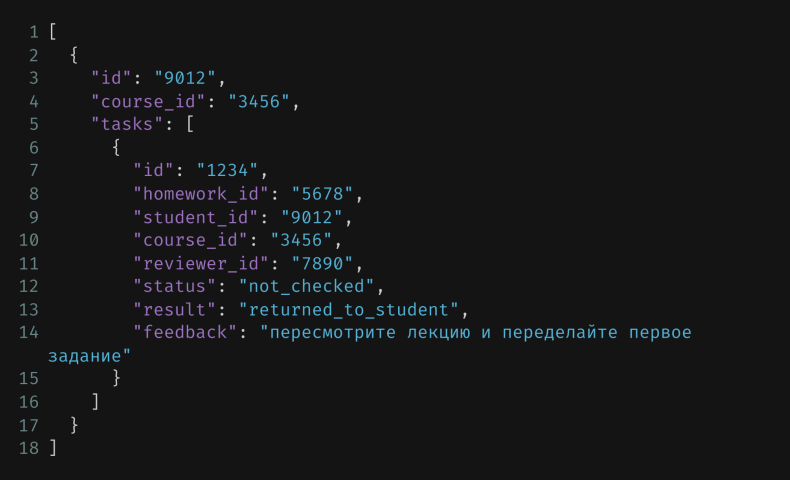 1 [
2   {
3     "id": "9012",
4     "course_id": "3456",
5     "tasks": [
6       {
7         "id": "1234",
8         "homework_id": "5678",
9         "student_id": "9012",
10         "course_id": "3456",
11         "reviewer_id": "7890",
12         "status": "not_checked",
13         "result": "returned_to_student",
14         "feedback": "пересмотрите лекцию и переделайте первое
задание"
15       }
16     ]
17   }
18 ]